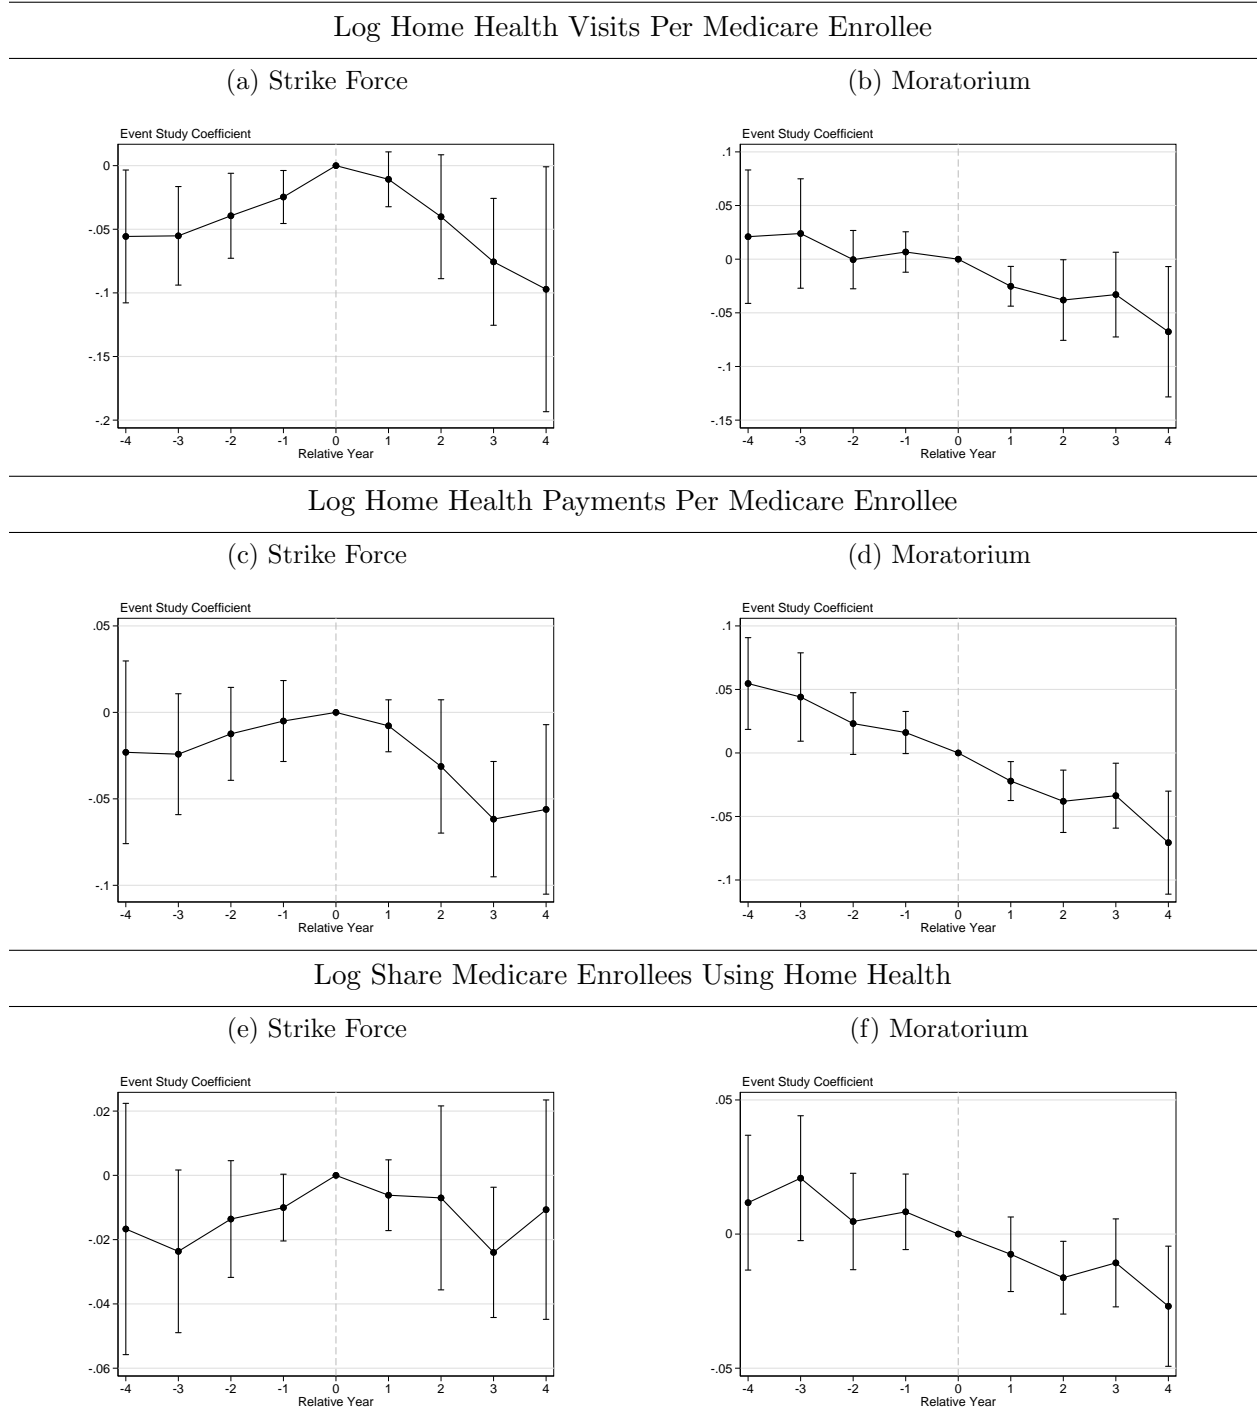 Log Home Health Visits Per Medicare Enrollee
(a) Strike Force
(b) Moratorium
Event Study Coefficient
0
-.05
-.1
-.15
-.2
-4 -3 -2 -1 0 1 2 3 4
Relative Year
Event Study Coefficient
.1
.05
0
-.05
-.1
-.15
-4 -3 -2 -1 0 1 2 3 4
Relative Year
Log Home Health Payments Per Medicare Enrollee
(c) Strike Force
(d) Moratorium
Event Study Coefficient
.05
0
-.05
-.1
-4 -3 -2 -1 0 1 2 3 4
Relative Year
Event Study Coefficient
.1
.05
0
-.05
-.1
-4 -3 -2 -1 0 1 2 3 4
Relative Year
Log Share Medicare Enrollees Using Home Health
(e) Strike Force
(f) Moratorium
Event Study Coefficient
.02
0
-.02
-.04
-.06
-4 -3 -2 -1 0 1 2 3 4
Relative Year
Event Study Coefficient
.05
0
-.05
-4 -3 -2 -1 0 1 2 3 4
Relative Year